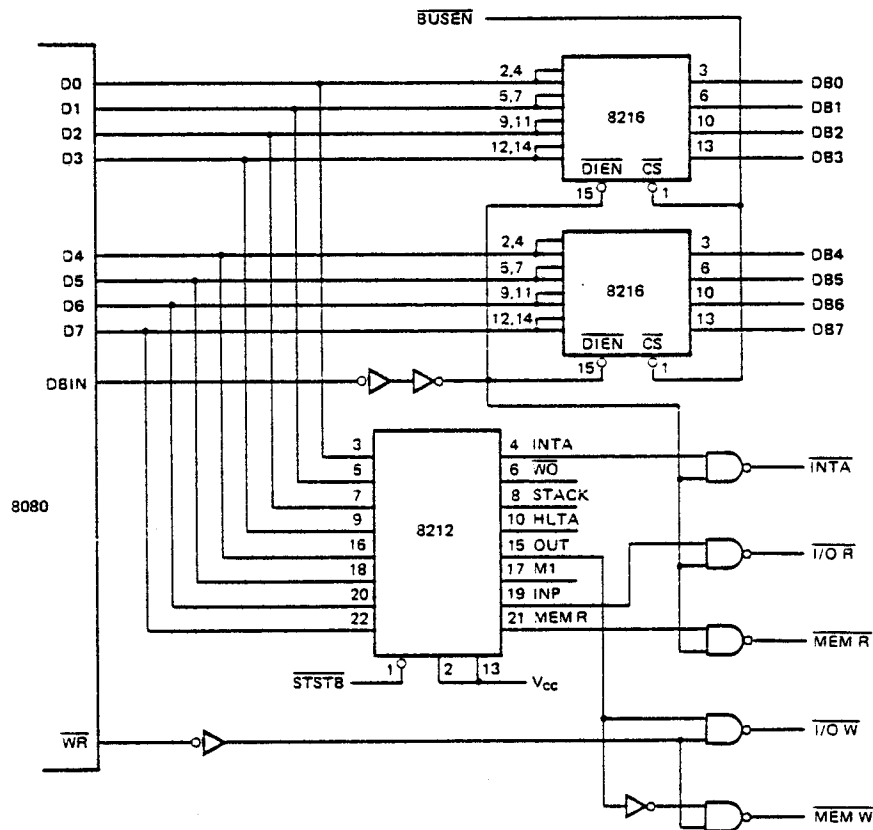 BUSEN
D0 2,4 3 DB0
D1 5,7 6 DB1
D2 9,11 8216 10 DB2
D3 12,14 13 DB3
DIEN CS
15 1
D4 2,4 3 DB4
D5 5,7 6 DB5
D6 9,11 8216 10 DB6
D7 12,14 13 DB7
DIEN CS
DBIN 15 1
3 4 INTA INTA
5 6 WO
7 8 STACK
8080 9 8212 10 HLTA
16 15 OUT I/O R
18 17 M1
20 19 INP
22 21 MEM R MEM R
STSTB 1 2 13 Vcc
WR I/O W
MEM W